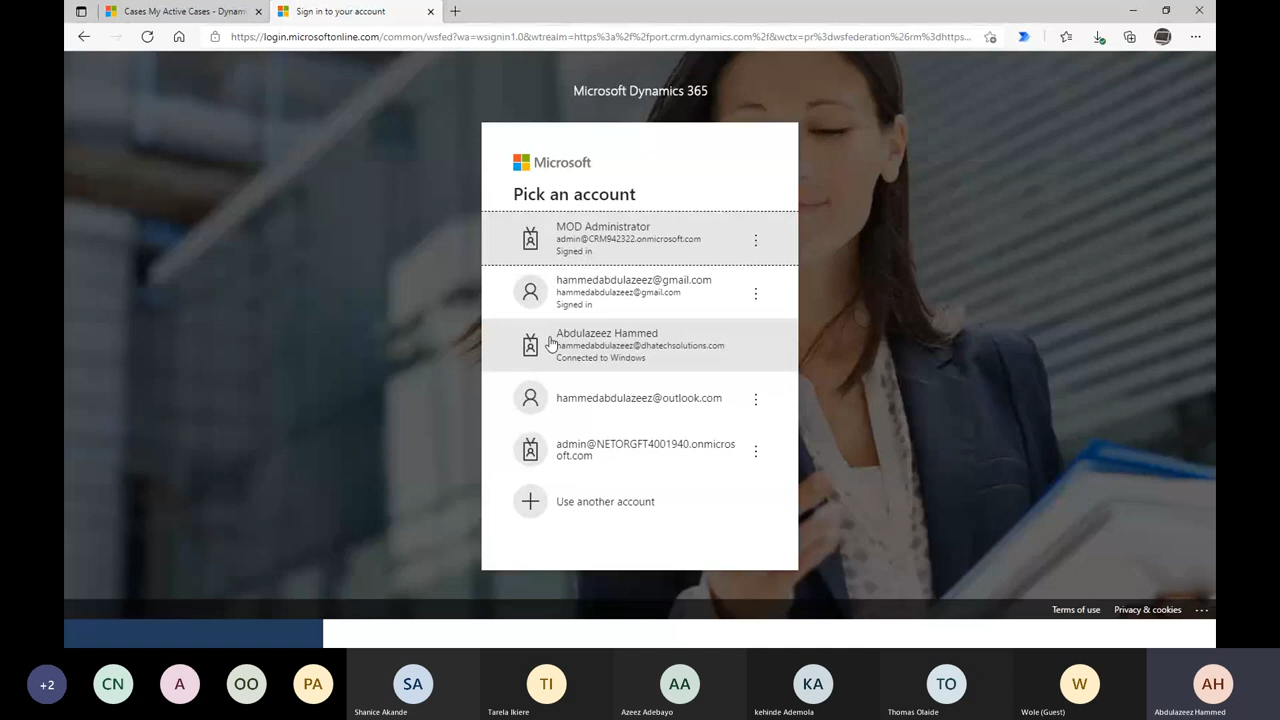 Cases My Active Cases - Dynami
Sign in to your account
https://login.microsoftonline.com/common/wsfed?wa=wsignin1.0&wtrealm=https%3a%2f%2fport.crm.dynamics.com%2f&wctx=pr%3dwsfederation%26rm%3dhttps...
Microsoft Dynamics 365
Microsoft
Pick an account
MOD Administrator
admin@CRM942322.onmicrosoft.com
Signed in
hammedabdulazeez@gmail.com
hammedabdulazeez@gmail.com
Signed in
Abdulazeez Hammed
hammedabdulazeez@dhatechsolutions.com
Connected to Windows
hammedabdulazeez@outlook.com
admin@NETORGFT4001940.onmicros
oft.com
Use another account
Terms of use Privacy & cookies ...
+2 CN A OO PA SA TI AA KA TO W AH
Shanice Akande Tarela Ikiere Azeez Adebayo kehinde Ademola Thomas Olaide Wole (Guest) Abdulazeez Hammed